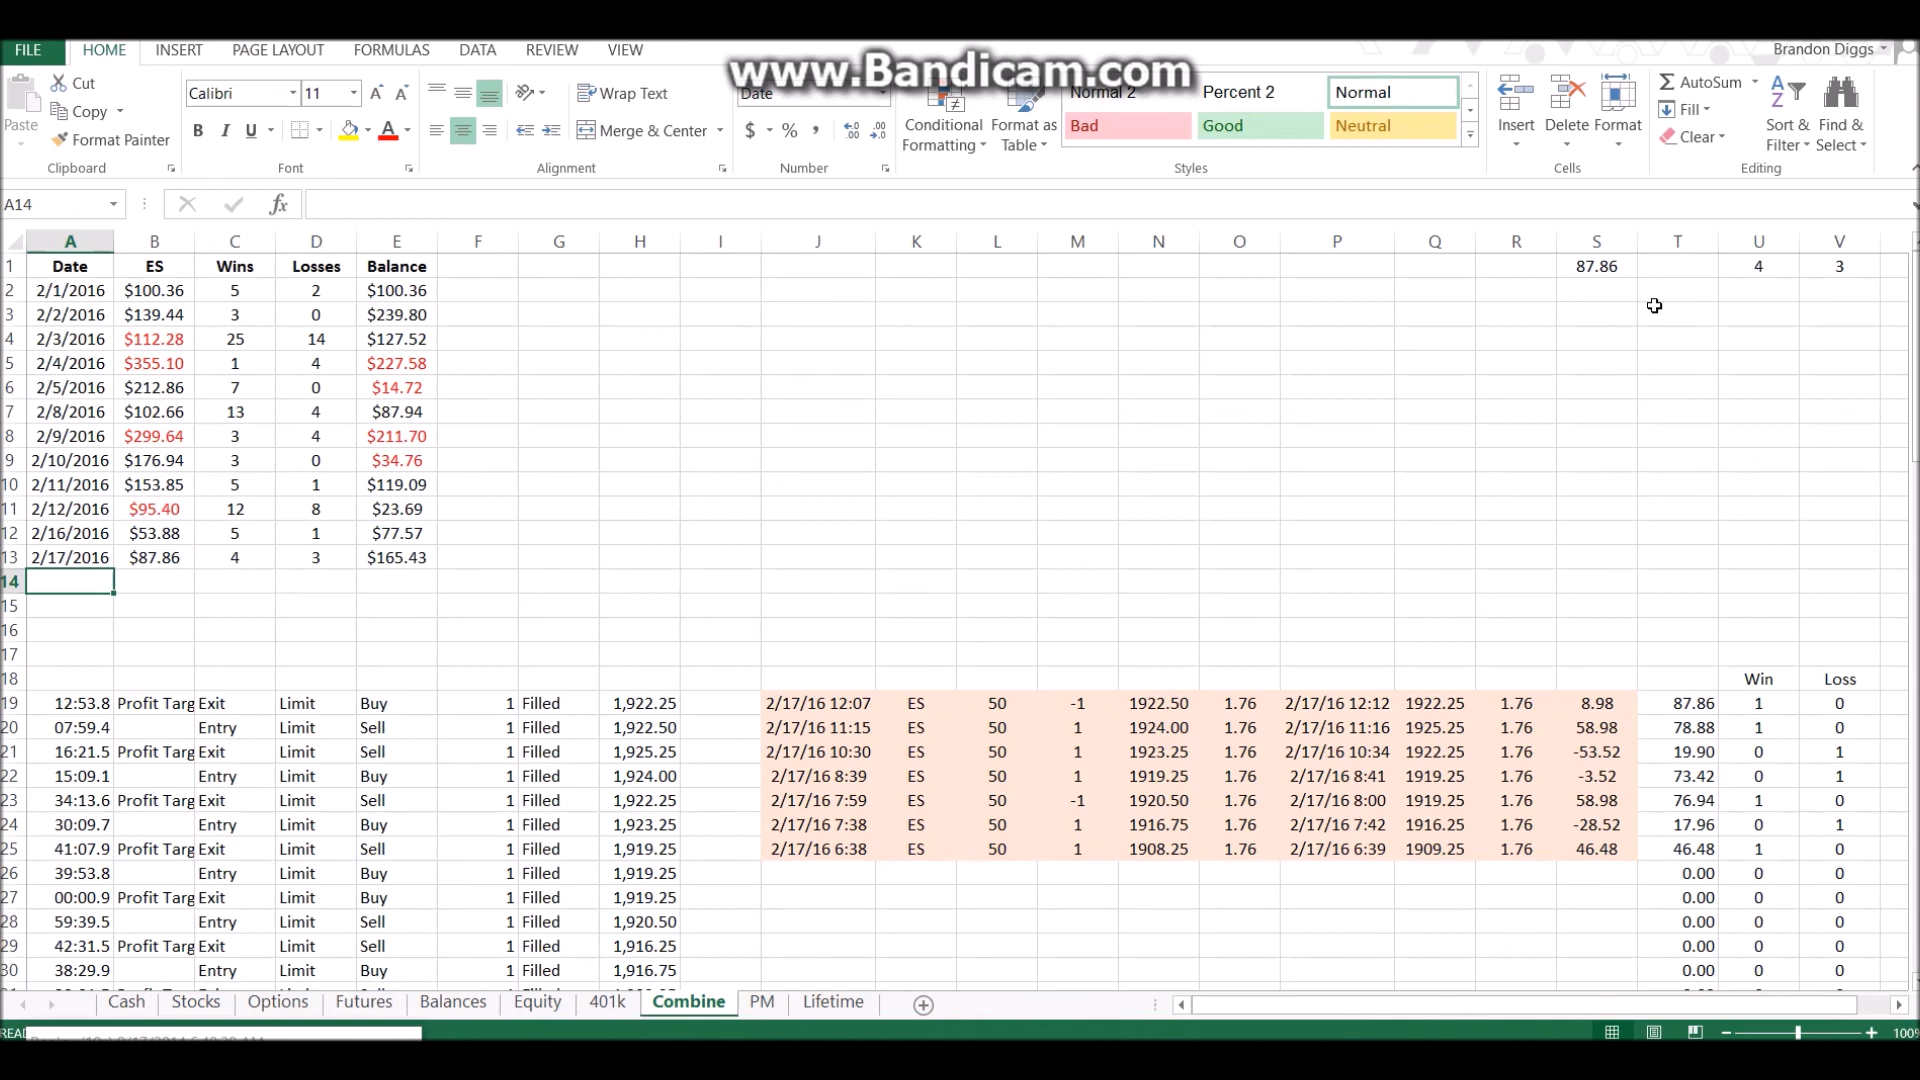 www.Bandicam.com
FILE HOME INSERT PAGE LAYOUT FORMULAS DATA REVIEW VIEW Brandon Diggs
Paste Cut Copy Format Painter
Clipboard
Calibri 11
B I U
Font
Wrap Text
Merge & Center
Alignment
Date
$ % ,
Number
Conditional Formatting Format as Table
Normal 2 Percent 2 Normal
Bad Good Neutral
Styles
Insert Delete Format
Cells
AutoSum Fill Clear Sort & Filter Find & Select
Editing
A14 fx
A B C D E F G H I J K L M N O P Q R S T U V
1 Date ES Wins Losses Balance 87.86 4 3
2 2/1/2016 $100.36 5 2 $100.36
3 2/2/2016 $139.44 3 0 $239.80
4 2/3/2016 $112.28 25 14 $127.52
5 2/4/2016 $355.10 1 4 $227.58
6 2/5/2016 $212.86 7 0 $14.72
7 2/8/2016 $102.66 13 4 $87.94
8 2/9/2016 $299.64 3 4 $211.70
9 2/10/2016 $176.94 3 0 $34.76
10 2/11/2016 $153.85 5 1 $119.09
11 2/12/2016 $95.40 12 8 $23.69
12 2/16/2016 $53.88 5 1 $77.57
13 2/17/2016 $87.86 4 3 $165.43
14
15
16
17
18 Win Loss
19 12:53.8 Profit Targ Exit Limit Buy 1 Filled 1,922.25 2/17/16 12:07 ES 50 -1 1922.50 1.76 2/17/16 12:12 1922.25 1.76 8.98 87.86 1 0
20 07:59.4 Entry Limit Sell 1 Filled 1,922.50 2/17/16 11:15 ES 50 1 1924.00 1.76 2/17/16 11:16 1925.25 1.76 58.98 78.88 1 0
21 16:21.5 Profit Targ Exit Limit Sell 1 Filled 1,925.25 2/17/16 10:30 ES 50 1 1923.25 1.76 2/17/16 10:34 1922.25 1.76 -53.52 19.90 0 1
22 15:09.1 Entry Limit Buy 1 Filled 1,924.00 2/17/16 8:39 ES 50 1 1919.25 1.76 2/17/16 8:41 1919.25 1.76 -3.52 73.42 0 1
23 34:13.6 Profit Targ Exit Limit Sell 1 Filled 1,922.25 2/17/16 7:59 ES 50 -1 1920.50 1.76 2/17/16 8:00 1919.25 1.76 58.98 76.94 1 0
24 30:09.7 Entry Limit Buy 1 Filled 1,923.25 2/17/16 7:38 ES 50 1 1916.75 1.76 2/17/16 7:42 1916.25 1.76 -28.52 17.96 0 1
25 41:07.9 Profit Targ Exit Limit Sell 1 Filled 1,919.25 2/17/16 6:38 ES 50 1 1908.25 1.76 2/17/16 6:39 1909.25 1.76 46.48 46.48 1 0
26 39:53.8 Entry Limit Buy 1 Filled 1,919.25 0.00 0 0
27 00:00.9 Profit Targ Exit Limit Buy 1 Filled 1,919.25 0.00 0 0
28 59:39.5 Entry Limit Sell 1 Filled 1,920.50 0.00 0 0
29 42:31.5 Profit Targ Exit Limit Sell 1 Filled 1,916.25 0.00 0 0
30 38:29.9 Entry Limit Buy 1 Filled 1,916.75 0.00 0 0
Cash Stocks Options Futures Balances Equity 401k Combine PM Lifetime
READ 100%